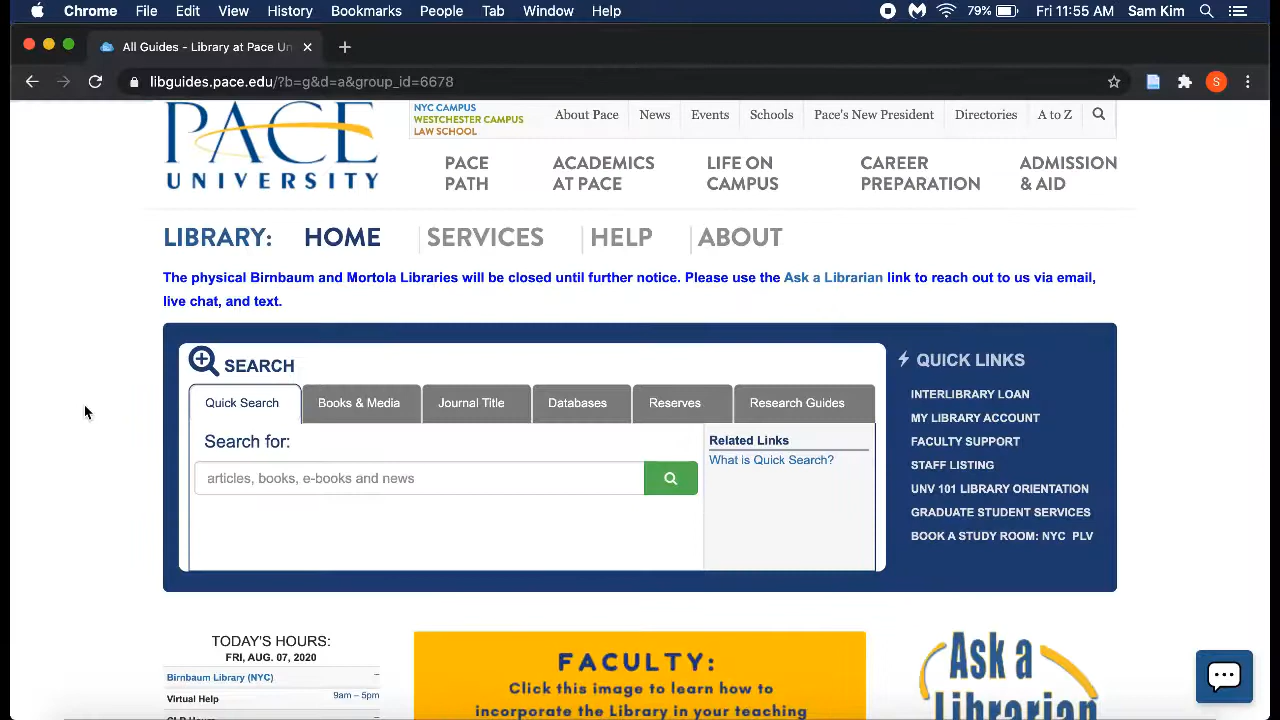 Chrome File Edit View History Bookmarks People Tab Window Help 79% Fri 11:55 AM Sam Kim
All Guides - Library at Pace Un
libguides.pace.edu/?b=g&d=a&group_id=6678 S
PACE
UNIVERSITY
NYC CAMPUS
WESTCHESTER CAMPUS
LAW SCHOOL
About Pace News Events Schools Pace's New President Directories A to Z
PACE PATH
ACADEMICS AT PACE
LIFE ON CAMPUS
CAREER PREPARATION
ADMISSION & AID
LIBRARY: HOME SERVICES HELP ABOUT
The physical Birnbaum and Mortola Libraries will be closed until further notice. Please use the Ask a Librarian link to reach out to us via email,
live chat, and text.
SEARCH
Quick Search Books & Media Journal Title Databases Reserves Research Guides
Search for:
articles, books, e-books and news
Related Links
What is Quick Search?
QUICK LINKS
INTERLIBRARY LOAN
MY LIBRARY ACCOUNT
FACULTY SUPPORT
STAFF LISTING
UNV 101 LIBRARY ORIENTATION
GRADUATE STUDENT SERVICES
BOOK A STUDY ROOM: NYC PLV
TODAY'S HOURS:
FRI, AUG. 07, 2020
Birnbaum Library (NYC) –
Virtual Help 9am – 5pm
FACULTY:
Click this image to learn how to
incorporate the Library in your teaching
Ask a
Librarian